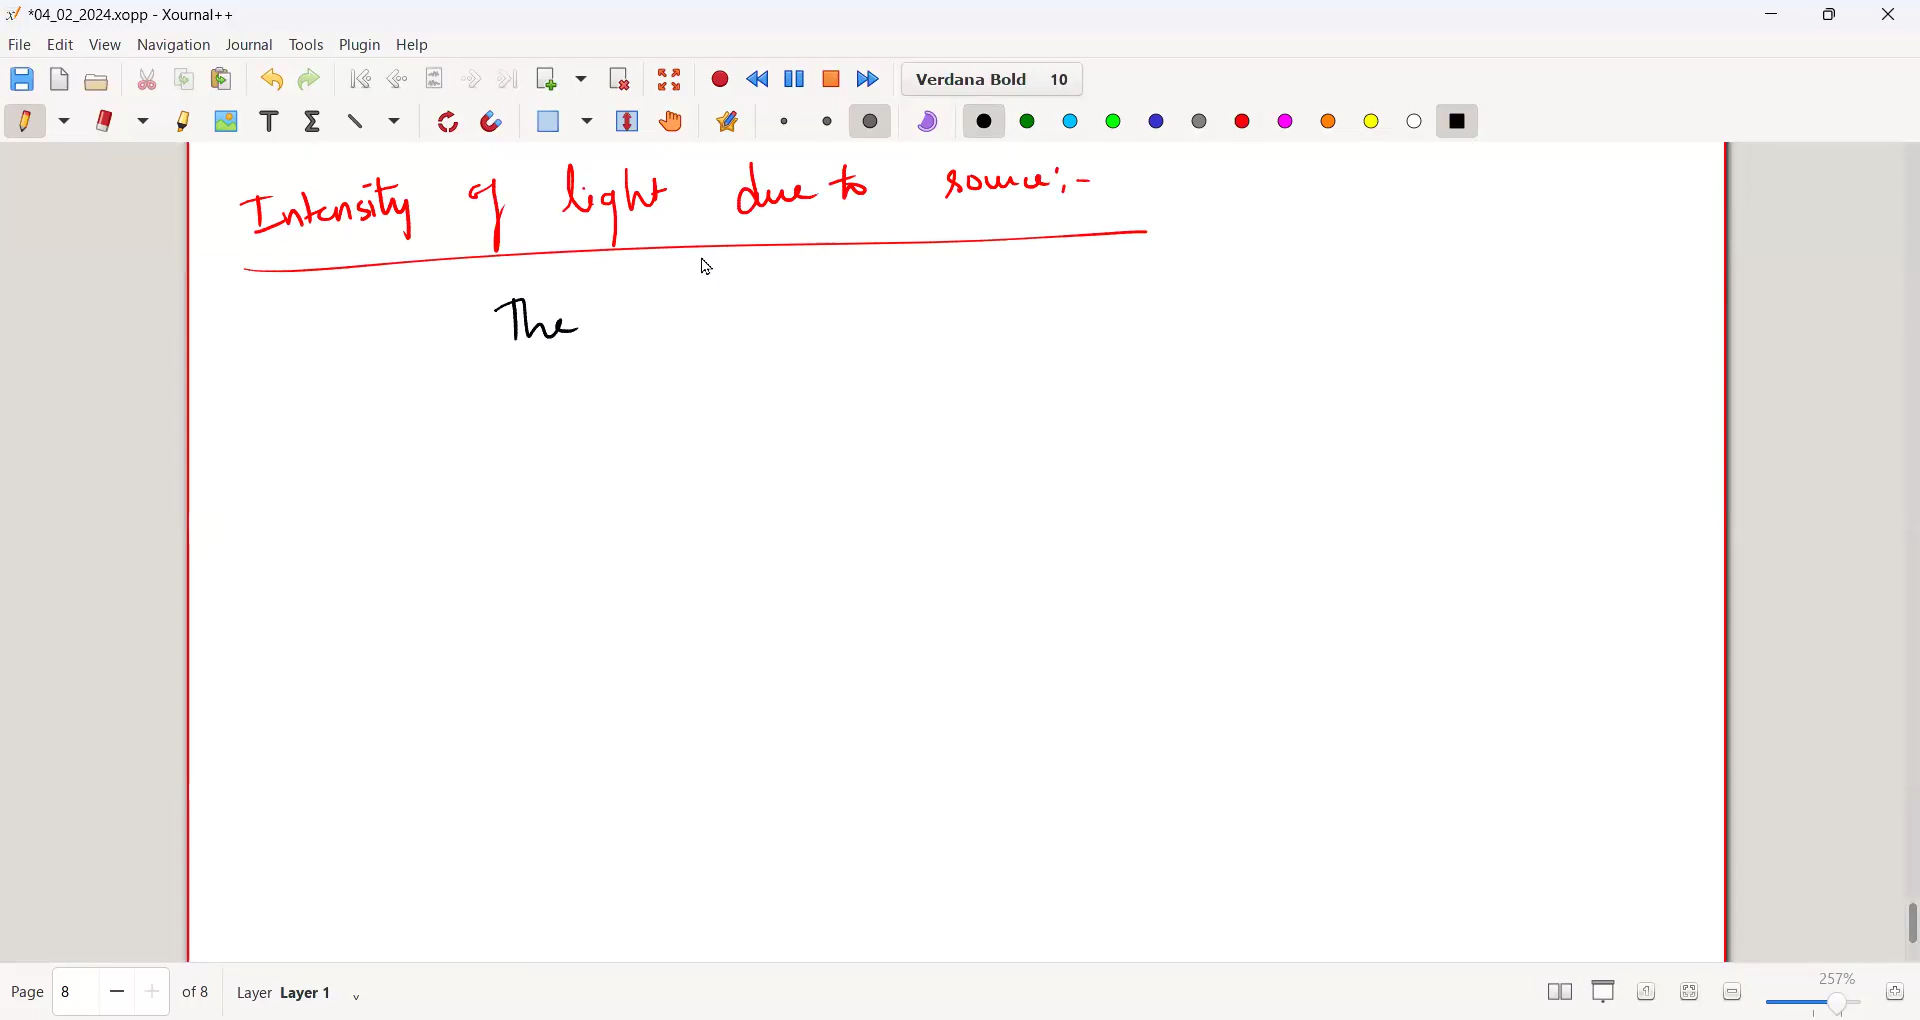 *04_02_2024.xopp - Xournal++
File Edit View Navigation Journal Tools Plugin Help
Verdana Bold 10
Intensity of light due to source:-
The
Page 8 of 8 Layer Layer 1
257%